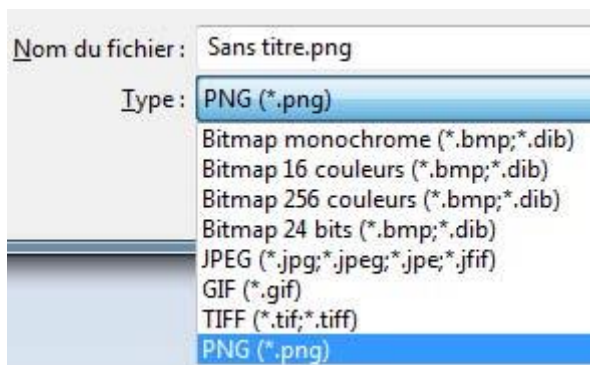 Nom du fichier : Sans titre.png
Type : PNG (*.png)
Bitmap monochrome (*.bmp;*.dib)
Bitmap 16 couleurs (*.bmp;*.dib)
Bitmap 256 couleurs (*.bmp;*.dib)
Bitmap 24 bits (*.bmp;*.dib)
JPEG (*.jpg;*.jpeg;*.jpe;*.jfif)
GIF (*.gif)
TIFF (*.tif;*.tiff)
PNG (*.png)